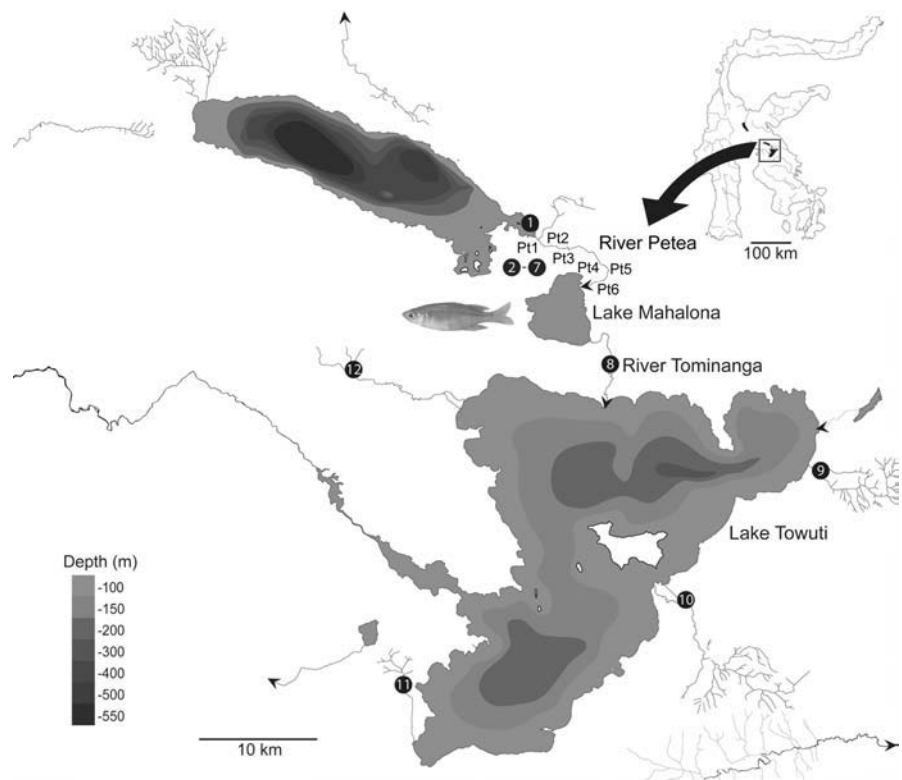 100 km
1
Pt2
Pt1
River Petea
Pt3
2 - 7
Pt4
Pt5
Pt6
Lake Mahalona
12
8
River Tominanga
9
Lake Towuti
Depth (m)
-100
-150
-200
-300
-400
-500
-550
10
11
10 km